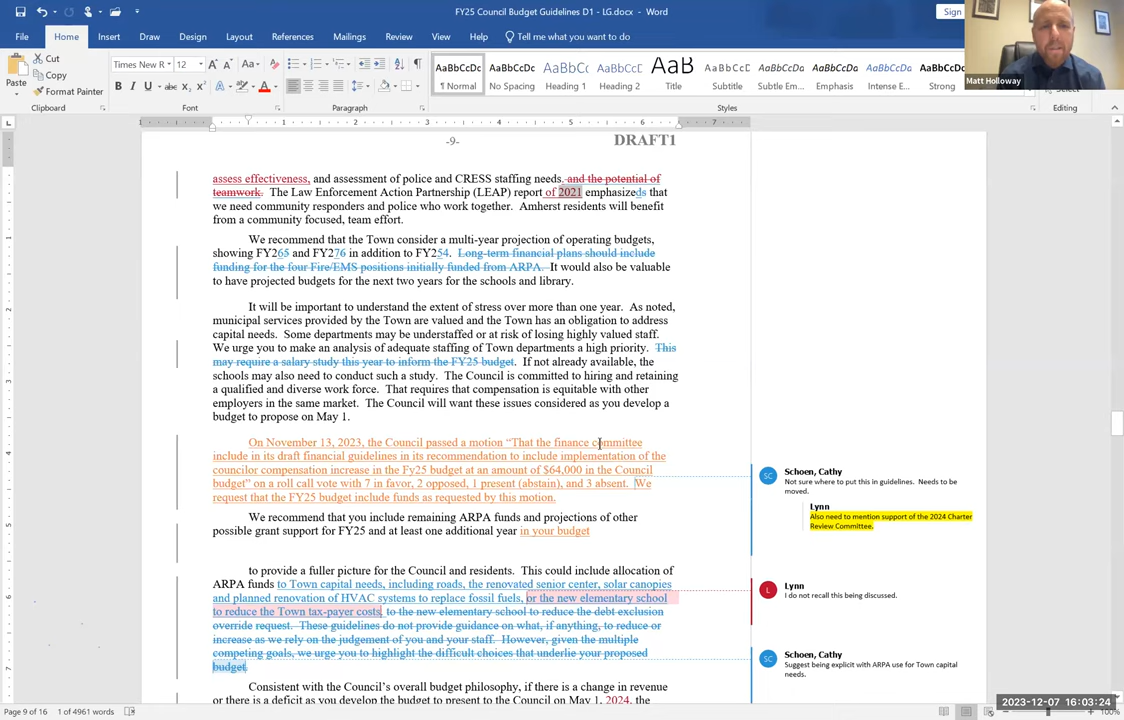 FY25 Council Budget Guidelines D1 - LG.docx - Word
Sign
File Home Insert Draw Design Layout References Mailings Review View Help Tell me what you want to do
Paste
Cut
Copy
Format Painter
Clipboard
Times New R 12
Font
Paragraph
AaBbCcDc AaBbCcDc AaBbCc AaBbCcC AaB AaBbCcD AaBbCcDc AaBbCcDc AaBbCcDc AaBbCcDc
¶ Normal No Spacing Heading 1 Heading 2 Title Subtitle Subtle Em... Emphasis Intense E... Strong
Styles
Select
Editing
Matt Holloway
-9- DRAFT1
assess effectiveness, and assessment of police and CRESS staffing needs. and the potential of
teamwork. The Law Enforcement Action Partnership (LEAP) report of 2021 emphasizeds that
we need community responders and police who work together. Amherst residents will benefit
from a community focused, team effort.
We recommend that the Town consider a multi-year projection of operating budgets,
showing FY265 and FY276 in addition to FY254. Long-term financial plans should include
funding for the four Fire/EMS positions initially funded from ARPA. It would also be valuable
to have projected budgets for the next two years for the schools and library.
It will be important to understand the extent of stress over more than one year. As noted,
municipal services provided by the Town are valued and the Town has an obligation to address
capital needs. Some departments may be understaffed or at risk of losing highly valued staff.
We urge you to make an analysis of adequate staffing of Town departments a high priority. This
may require a salary study this year to inform the FY25 budget. If not already available, the
schools may also need to conduct such a study. The Council is committed to hiring and retaining
a qualified and diverse work force. That requires that compensation is equitable with other
employers in the same market. The Council will want these issues considered as you develop a
budget to propose on May 1.
On November 13, 2023, the Council passed a motion “That the finance committee
include in its draft financial guidelines in its recommendation to include implementation of the
councilor compensation increase in the Fy25 budget at an amount of $64,000 in the Council
budget” on a roll call vote with 7 in favor, 2 opposed, 1 present (abstain), and 3 absent. We
request that the FY25 budget include funds as requested by this motion.
We recommend that you include remaining ARPA funds and projections of other
possible grant support for FY25 and at least one additional year in your budget
to provide a fuller picture for the Council and residents. This could include allocation of
ARPA funds to Town capital needs, including roads, the renovated senior center, solar canopies
and planned renovation of HVAC systems to replace fossil fuels, or the new elementary school
to reduce the Town tax-payer costs, to the new elementary school to reduce the debt exclusion
override request. These guidelines do not provide guidance on what, if anything, to reduce or
increase as we rely on the judgement of you and your staff. However, given the multiple
competing goals, we urge you to highlight the difficult choices that underlie your proposed
budget.
Consistent with the Council’s overall budget philosophy, if there is a change in revenue
or there is a deficit as you develop the budget to present to the Council on May 1, 2024, the
SC Schoen, Cathy
Not sure where to put this in guidelines. Needs to be
moved.
Lynn
Also need to mention support of the 2024 Charter
Review Committee.
L Lynn
I do not recall this being discussed.
SC Schoen, Cathy
Suggest being explicit with ARPA use for Town capital
needs.
Page 9 of 16 1 of 4961 words
2023-12-07 16:03:24
100%